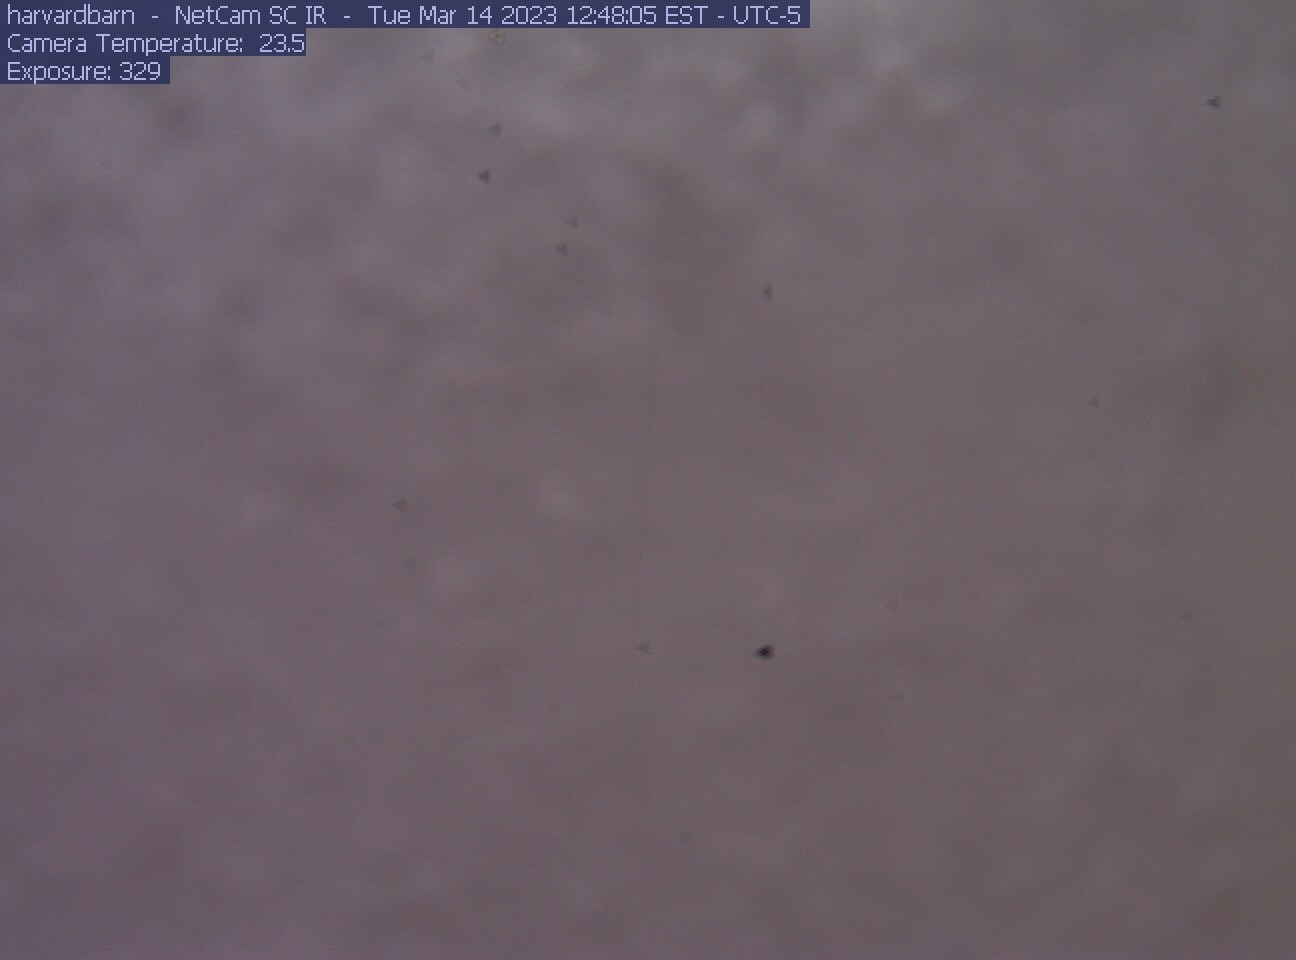 harvardbarn - NetCam SC IR - Tue Mar 14 2023 12:48:05 EST - UTC-5
Camera Temperature: 23.5
Exposure: 329